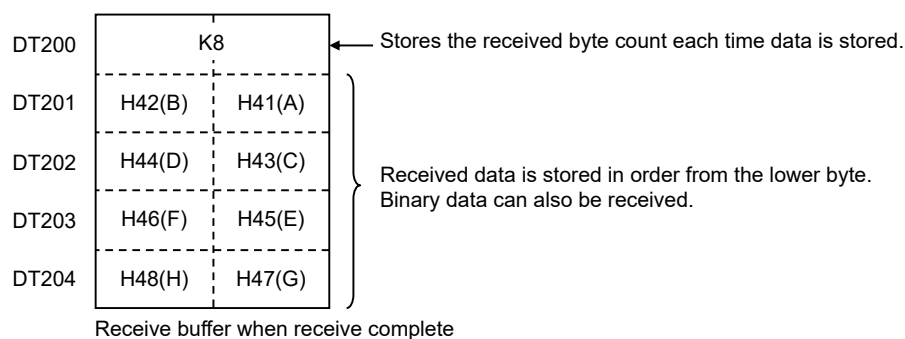 DT200 K8 Stores the received byte count each time data is stored.
DT201 H42(B) H41(A)
DT202 H44(D) H43(C)
Received data is stored in order from the lower byte.
Binary data can also be received.
DT203 H46(F) H45(E)
DT204 H48(H) H47(G)
Receive buffer when receive complete